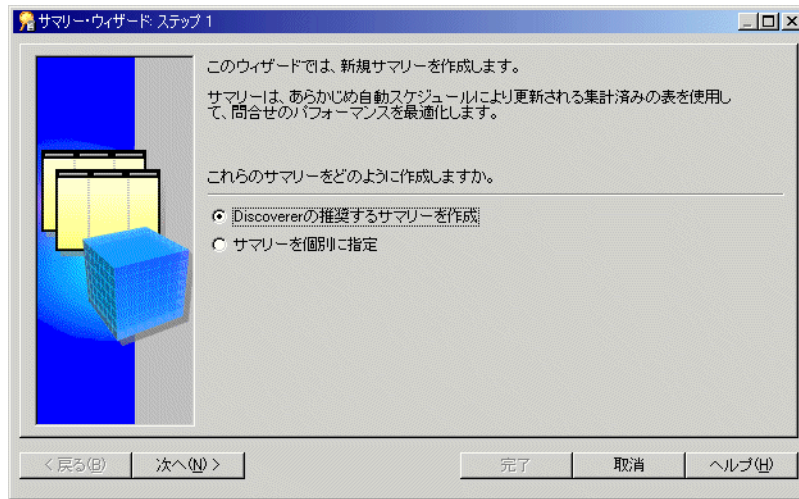 サマリー・ウィザード: ステップ 1
このウィザードでは、新規サマリーを作成します。
サマリーは、あらかじめ自動スケジュールにより更新される集計済みの表を使用し
て、問合せのパフォーマンスを最適化します。
これらのサマリーをどのように作成しますか。
Discovererの推奨するサマリーを作成
サマリーを個別に指定
< 戻る(B)
次へ(N) >
完了
取消
ヘルプ(H)